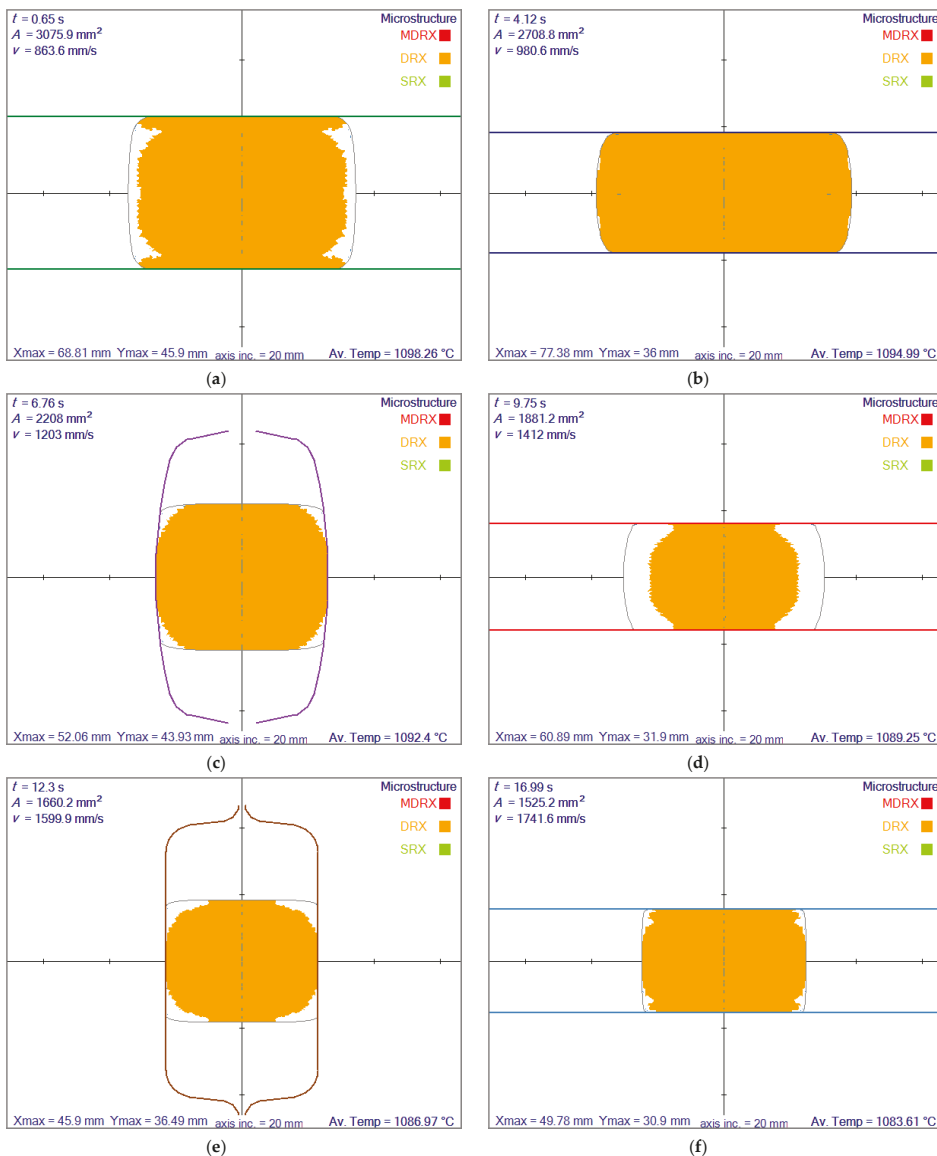 t = 0.65 s
A = 3075.9 mm²
v = 863.6 mm/s
Microstructure
MDRX
DRX
SRX
Xmax = 68.81 mm Ymax = 45.9 mm axis inc. = 20 mm Av. Temp = 1098.26 °C
(a)
t = 4.12 s
A = 2708.8 mm²
v = 980.6 mm/s
Microstructure
MDRX
DRX
SRX
Xmax = 77.38 mm Ymax = 36 mm axis inc. = 20 mm Av. Temp = 1094.99 °C
(b)
t = 6.76 s
A = 2208 mm²
v = 1203 mm/s
Microstructure
MDRX
DRX
SRX
Xmax = 52.06 mm Ymax = 43.93 mm axis inc. = 20 mm Av. Temp = 1092.4 °C
(c)
t = 9.75 s
A = 1881.2 mm²
v = 1412 mm/s
Microstructure
MDRX
DRX
SRX
Xmax = 60.89 mm Ymax = 31.9 mm axis inc. = 20 mm Av. Temp = 1089.25 °C
(d)
t = 12.3 s
A = 1660.2 mm²
v = 1599.9 mm/s
Microstructure
MDRX
DRX
SRX
Xmax = 45.9 mm Ymax = 36.49 mm axis inc. = 20 mm Av. Temp = 1086.97 °C
(e)
t = 16.99 s
A = 1525.2 mm²
v = 1741.6 mm/s
Microstructure
MDRX
DRX
SRX
Xmax = 49.78 mm Ymax = 30.9 mm axis inc. = 20 mm Av. Temp = 1083.61 °C
(f)